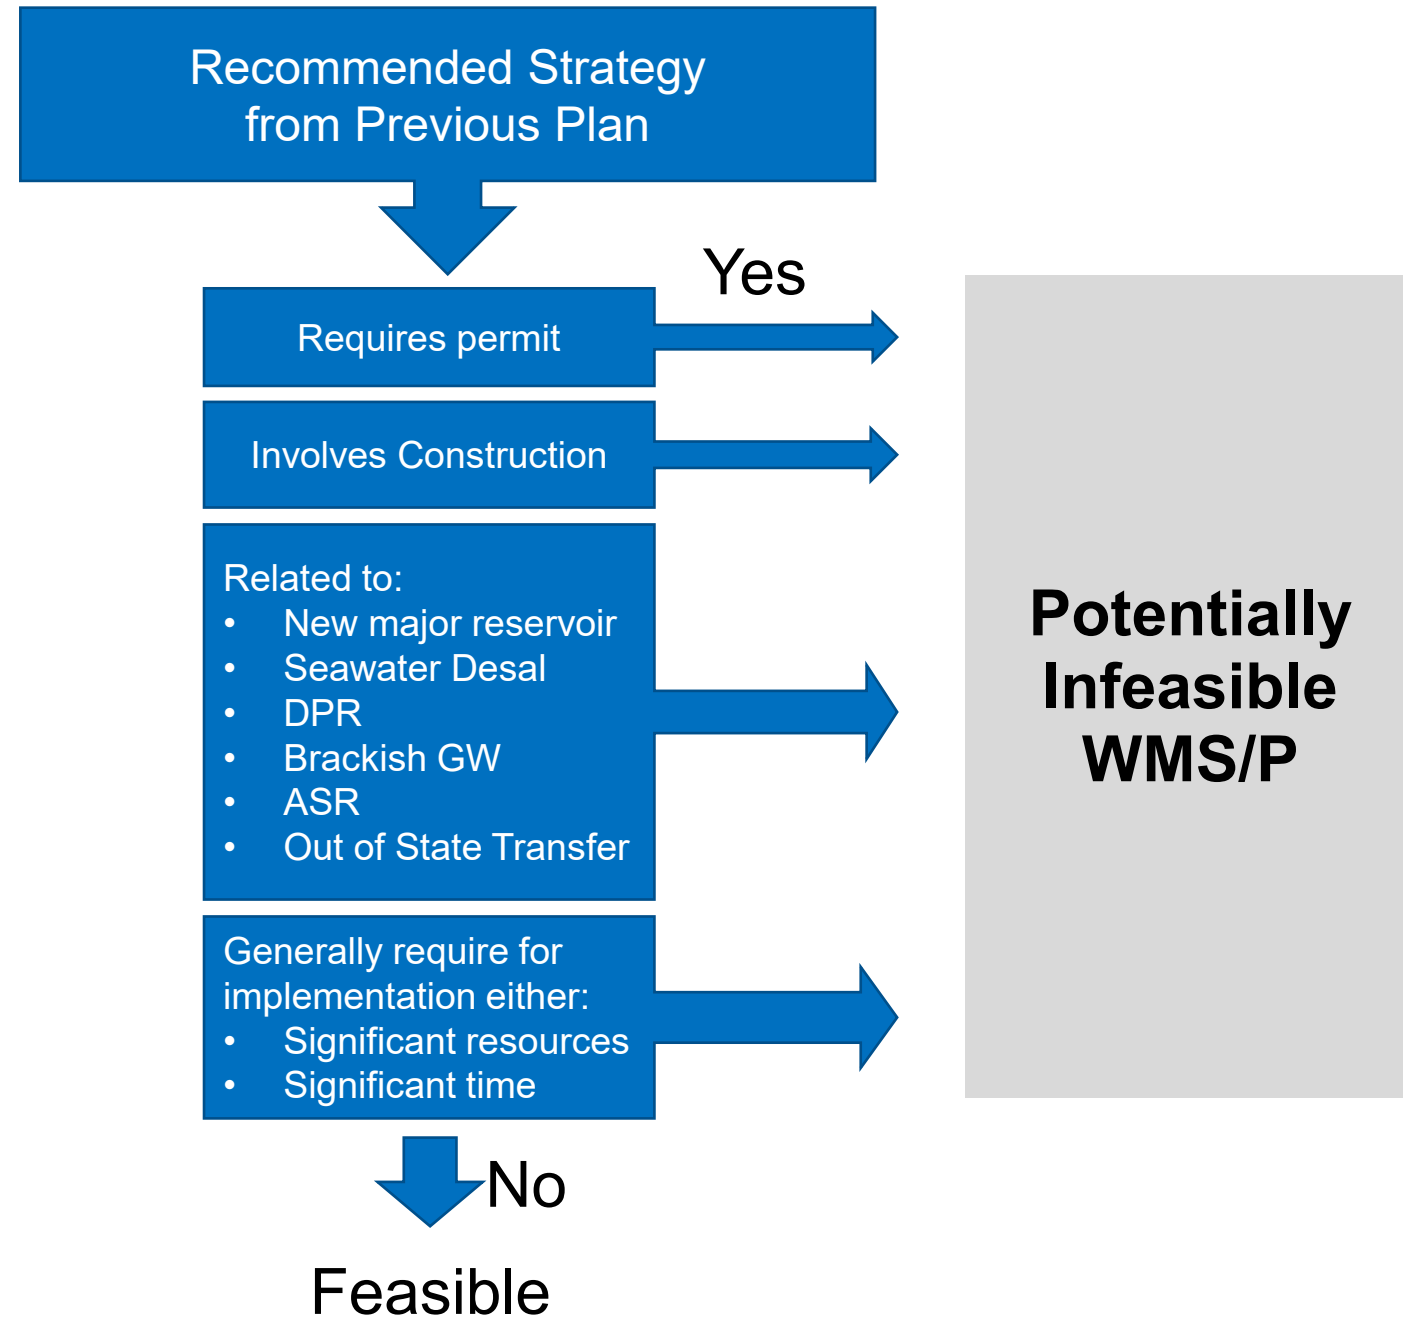 Recommended Strategy
from Previous Plan
Yes
Requires permit
Involves Construction
Related to:
• New major reservoir
• Seawater Desal
• DPR
• Brackish GW
• ASR
• Out of State Transfer
Generally require for
implementation either:
• Significant resources
• Significant time
No
Feasible
Potentially
Infeasible
WMS/P